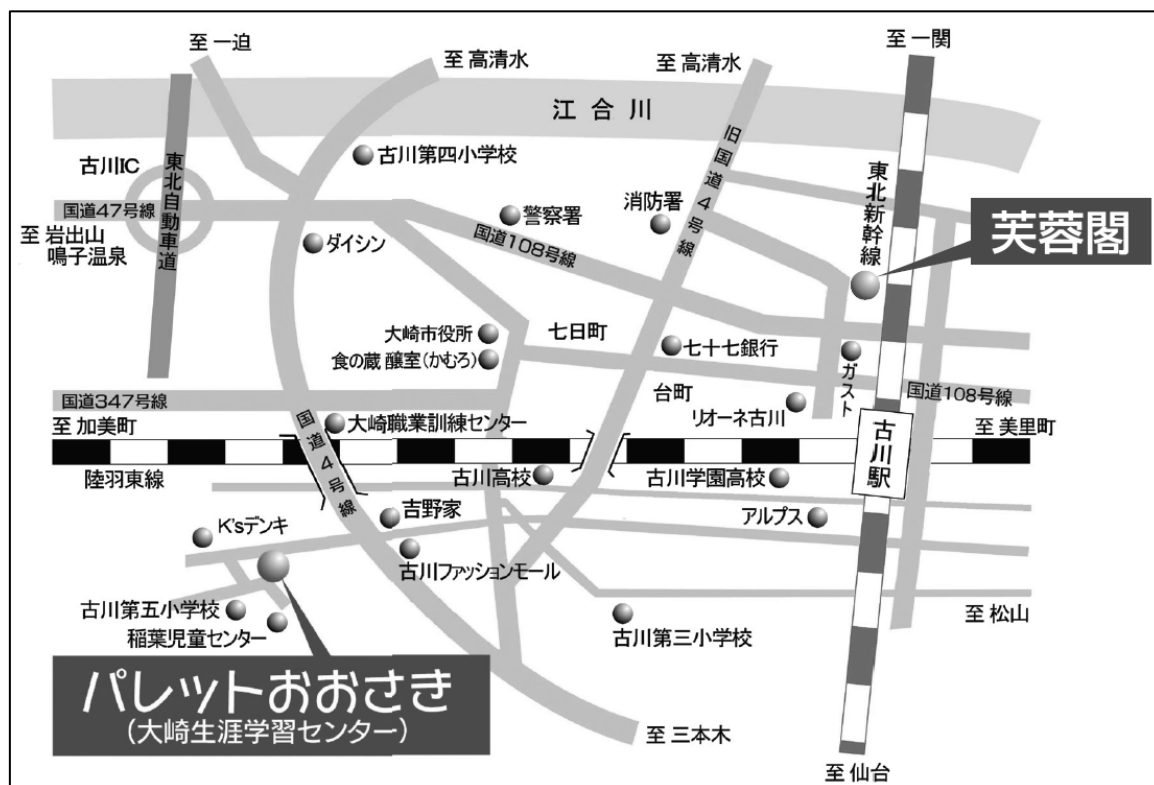 至 一迫
至 高清水
至 高清水
至 一関
江合川
古川IC
東北自動車道
古川第四小学校
旧国道4号線
消防署
東北新幹線
国道47号線
警察署
至 岩出山
鳴子温泉
ダイシン
国道108号線
芙蓉閣
大崎市役所
七日町
食の蔵 醸室(かむろ)
七十七銀行
ガスト
国道347号線
台町
国道108号線
至 加美町
大崎職業訓練センター
リオーネ古川
至 美里町
国道4号線
古川駅
陸羽東線
古川高校
古川学園高校
K'sデンキ
吉野家
アルプス
古川ファッションモール
古川第五小学校
稲葉児童センター
古川第三小学校
至 松山
パレットおおさき
(大崎生涯学習センター)
至 三本木
至 仙台